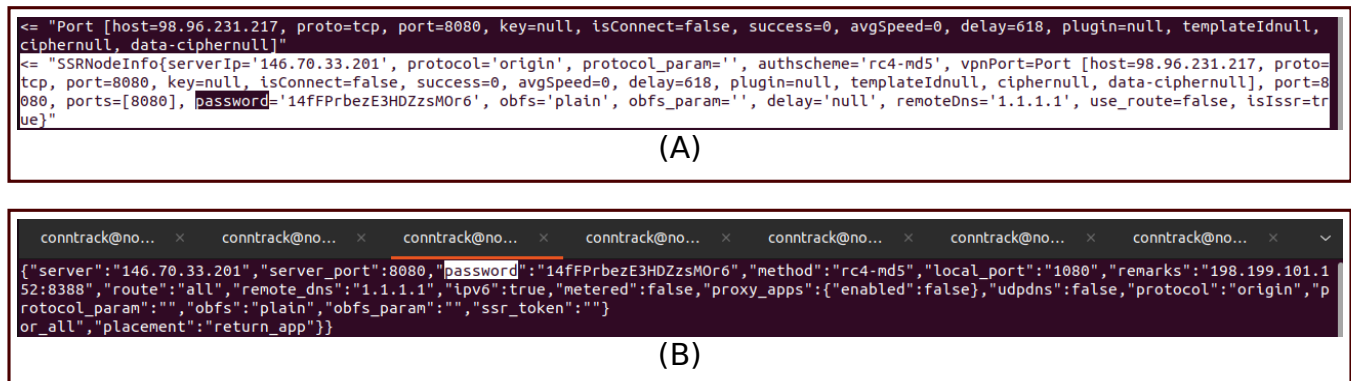 <= "Port [host=98.96.231.217, proto=tcp, port=8080, key=null, isConnect=false, success=0, avgSpeed=0, delay=618, plugin=null, templateIdnull,
ciphernull, data-ciphernull]"
<= "SSRNodeInfo{serverIp='146.70.33.201', protocol='origin', protocol_param='', authscheme='rc4-md5', vpnPort=Port [host=98.96.231.217, proto=
tcp, port=8080, key=null, isConnect=false, success=0, avgSpeed=0, delay=618, plugin=null, templateIdnull, ciphernull, data-ciphernull], port=8
080, ports=[8080], password='14fFPrbezE3HDZzsMOr6', obfs='plain', obfs_param='', delay='null', remoteDns='1.1.1.1', use_route=false, isIssr=tr
ue}"
(A)
conntrack@no... × conntrack@no... × conntrack@no... × conntrack@no... × conntrack@no... × conntrack@no... × conntrack@no... ×
{"server":"146.70.33.201","server_port":8080,"password":"14fFPrbezE3HDZzsMOr6","method":"rc4-md5","local_port":"1080","remarks":"198.199.101.1
52:8388","route":"all","remote_dns":"1.1.1.1","ipv6":true,"metered":false,"proxy_apps":{"enabled":false},"udpdns":false,"protocol":"origin","p
rotocol_param":"","obfs":"plain","obfs_param":"","ssr_token":""}
or_all","placement":"return_app"}}
(B)